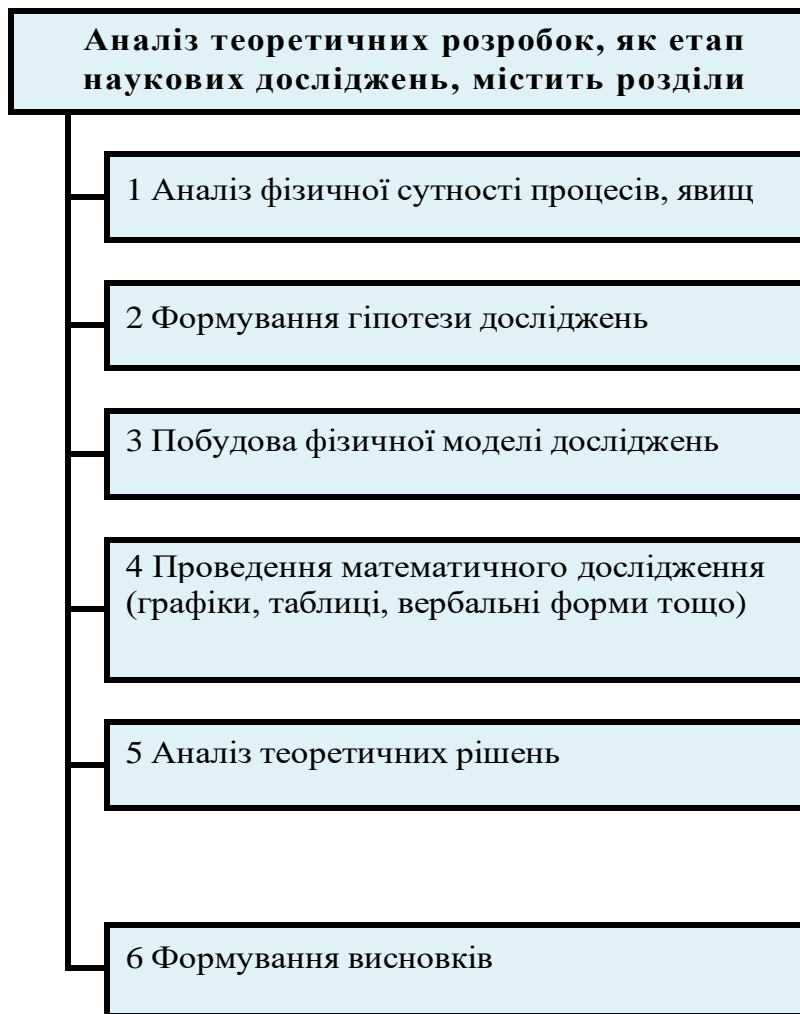 Аналіз теоретичних розробок, як етап
наукових досліджень, містить розділи
1 Аналіз фізичної сутності процесів, явищ
2 Формування гіпотези досліджень
3 Побудова фізичної моделі досліджень
4 Проведення математичного дослідження
(графіки, таблиці, вербальні форми тощо)
5 Аналіз теоретичних рішень
6 Формування висновків